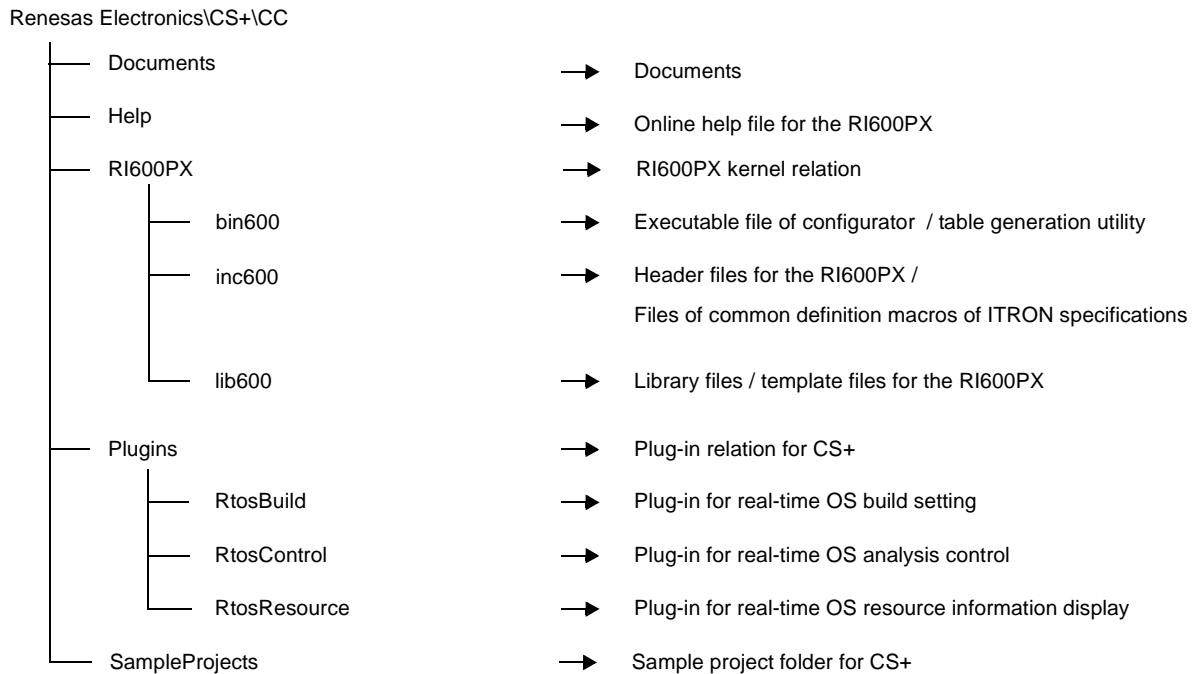 Renesas Electronics\CS+\CC
Documents Documents
Help Online help file for the RI600PX
RI600PX RI600PX kernel relation
bin600 Executable file of configurator / table generation utility
inc600 Header files for the RI600PX /
Files of common definition macros of ITRON specifications
lib600 Library files / template files for the RI600PX
Plugins Plug-in relation for CS+
RtosBuild Plug-in for real-time OS build setting
RtosControl Plug-in for real-time OS analysis control
RtosResource Plug-in for real-time OS resource information display
SampleProjects Sample project folder for CS+